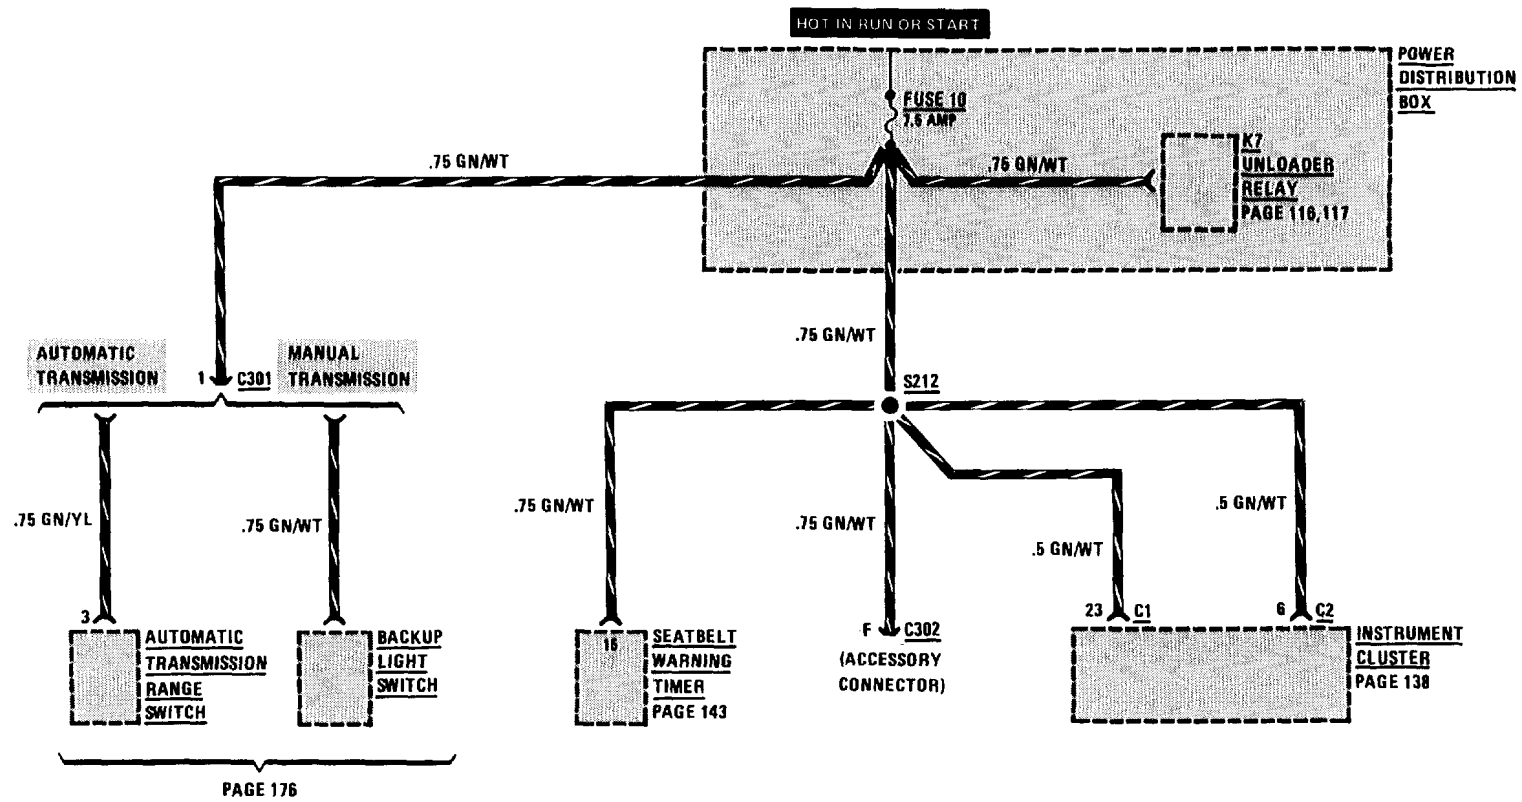 HOT IN RUN OR START
POWER
DISTRIBUTION
BOX
FUSE 10
7.5 AMP
K7
UNLOADER
RELAY
PAGE 116,117
.75 GN/WT
.75 GN/WT
.75 GN/WT
AUTOMATIC
TRANSMISSION
1 C301
MANUAL
TRANSMISSION
S212
.75 GN/YL
.75 GN/WT
.75 GN/WT
.75 GN/WT
.5 GN/WT
.5 GN/WT
3
AUTOMATIC
TRANSMISSION
RANGE
SWITCH
BACKUP
LIGHT
SWITCH
15
SEATBELT
WARNING
TIMER
PAGE 143
F C302
(ACCESSORY
CONNECTOR)
23 C1
6 C2
INSTRUMENT
CLUSTER
PAGE 138
PAGE 176